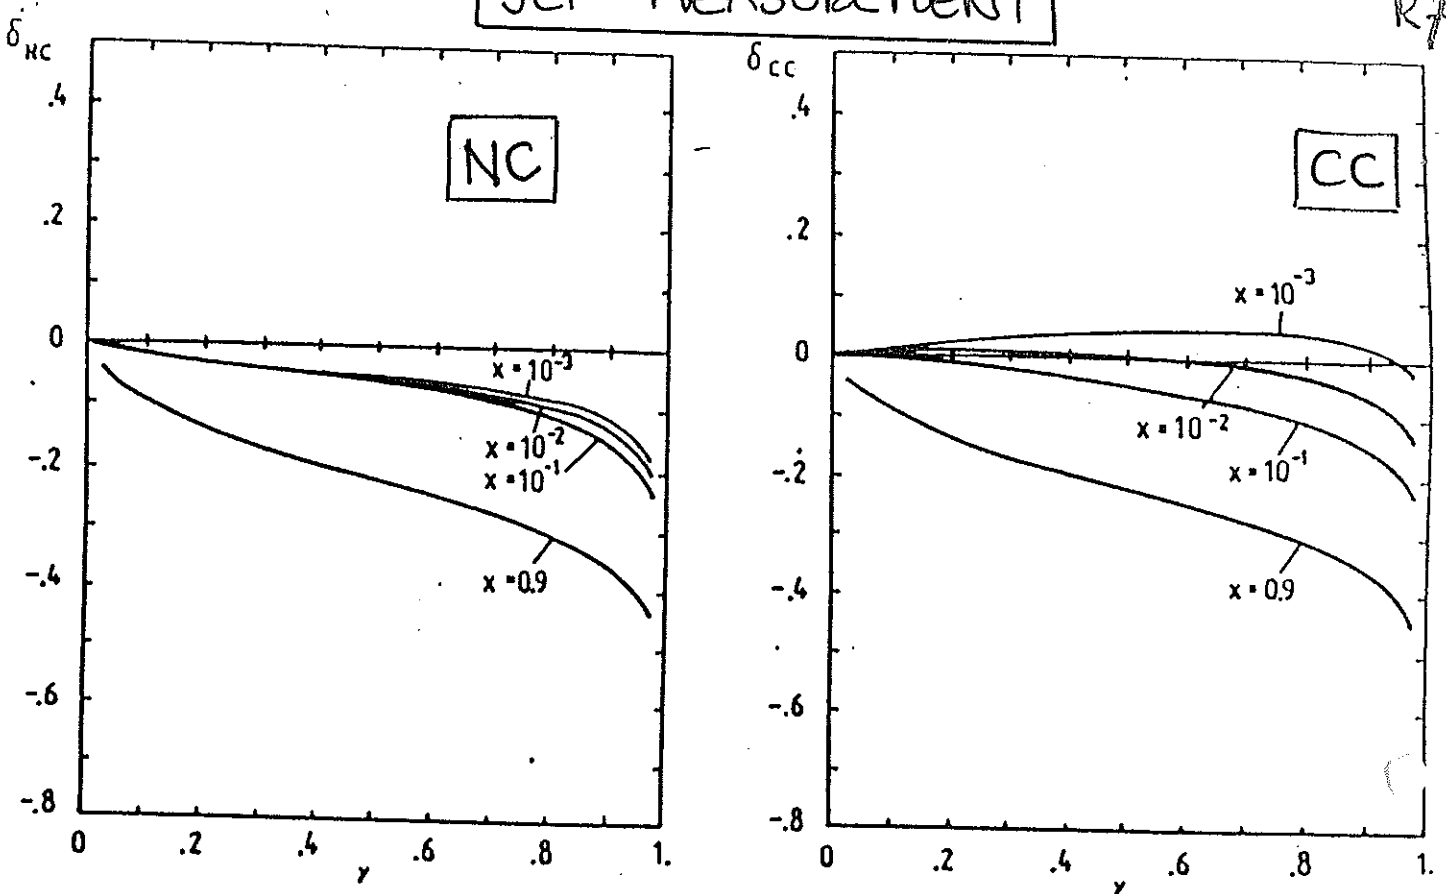 JET MEASUREMENT
δNC
.4
.2
0
-.2
-.4
-.6
-.8
0 .2 .4 .6 .8 1.
y
NC
x = 10^-3
x = 10^-2
x = 10^-1
x = 0.9
δCC
.4
.2
0
-.2
-.4
-.6
-.8
0 .2 .4 .6 .8 1.
y
CC
x = 10^-3
x = 10^-2
x = 10^-1
x = 0.9